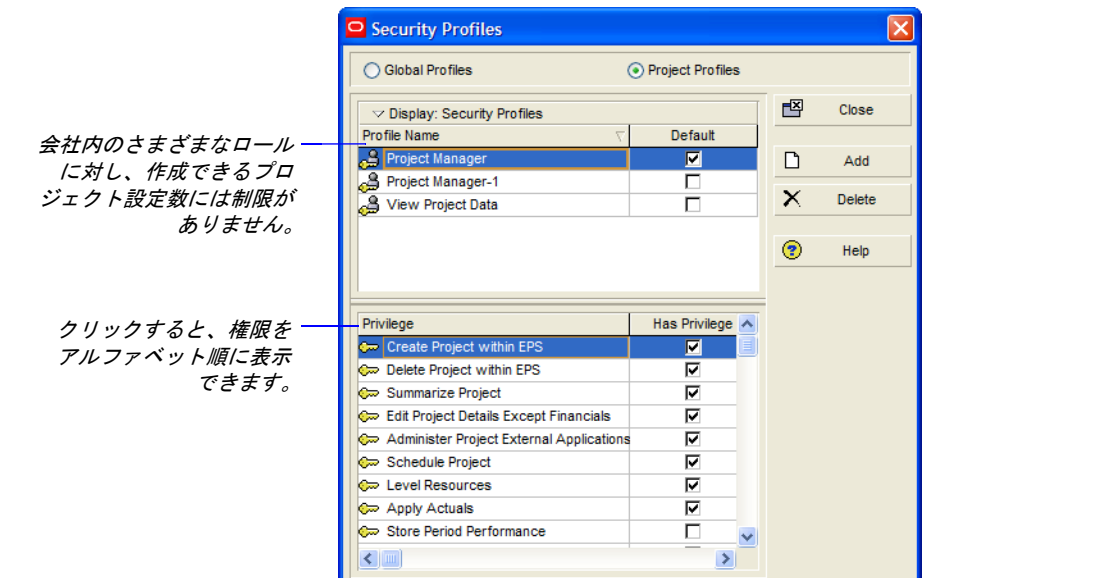 Security Profiles
Global Profiles
Project Profiles
Display: Security Profiles
Profile Name
Default
Project Manager
Project Manager-1
View Project Data
Close
Add
Delete
Help
会社内のさまざまなロール
に対し、作成できるプロ
ジェクト設定数には制限が
ありません。
クリックすると、権限を
アルファベット順に表示
できます。
Privilege
Has Privilege
Create Project within EPS
Delete Project within EPS
Summarize Project
Edit Project Details Except Financials
Administer Project External Applications
Schedule Project
Level Resources
Apply Actuals
Store Period Performance